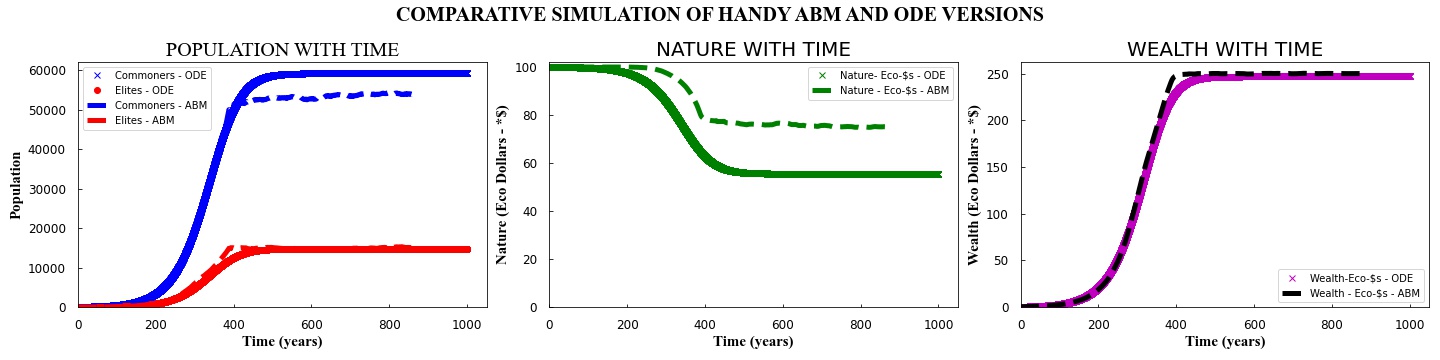 COMPARATIVE SIMULATION OF HANDY ABM AND ODE VERSIONS
POPULATION WITH TIME
60000
50000
40000
30000
20000
10000
0
Population
Commoners - ODE
Elites - ODE
Commoners - ABM
Elites - ABM
0 200 400 600 800 1000
Time (years)
NATURE WITH TIME
100
80
60
40
20
0
Nature (Eco Dollars - *$)
Nature- Eco-$s - ODE
Nature - Eco-$s - ABM
0 200 400 600 800 1000
Time (years)
WEALTH WITH TIME
250
200
150
100
50
0
Wealth (Eco Dollars - *$)
Wealth-Eco-$s - ODE
Wealth - Eco-$s - ABM
0 200 400 600 800 1000
Time (years)